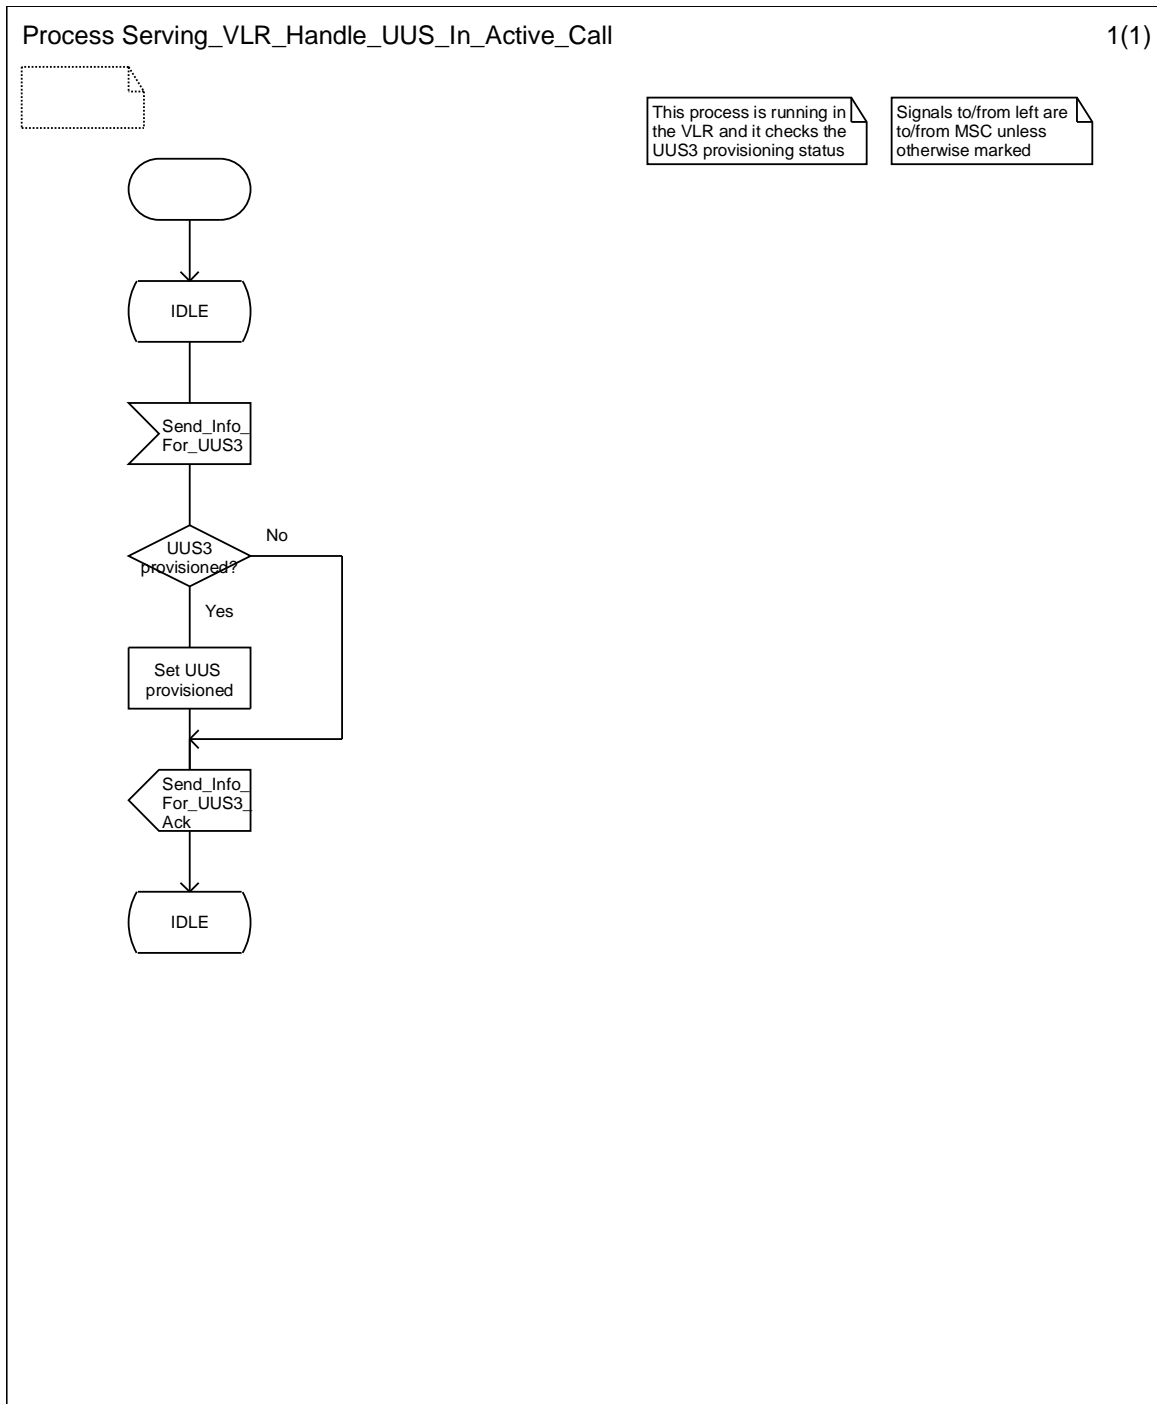 Process Serving_VLR_Handle_UUS_In_Active_Call
1(1)
This process is running in
the VLR and it checks the
UUS3 provisioning status
Signals to/from left are
to/from MSC unless
otherwise marked
IDLE
Send_Info_
For_UUS3
UUS3
provisioned?
No
Yes
Set UUS
provisioned
Send_Info_
For_UUS3_
Ack
IDLE